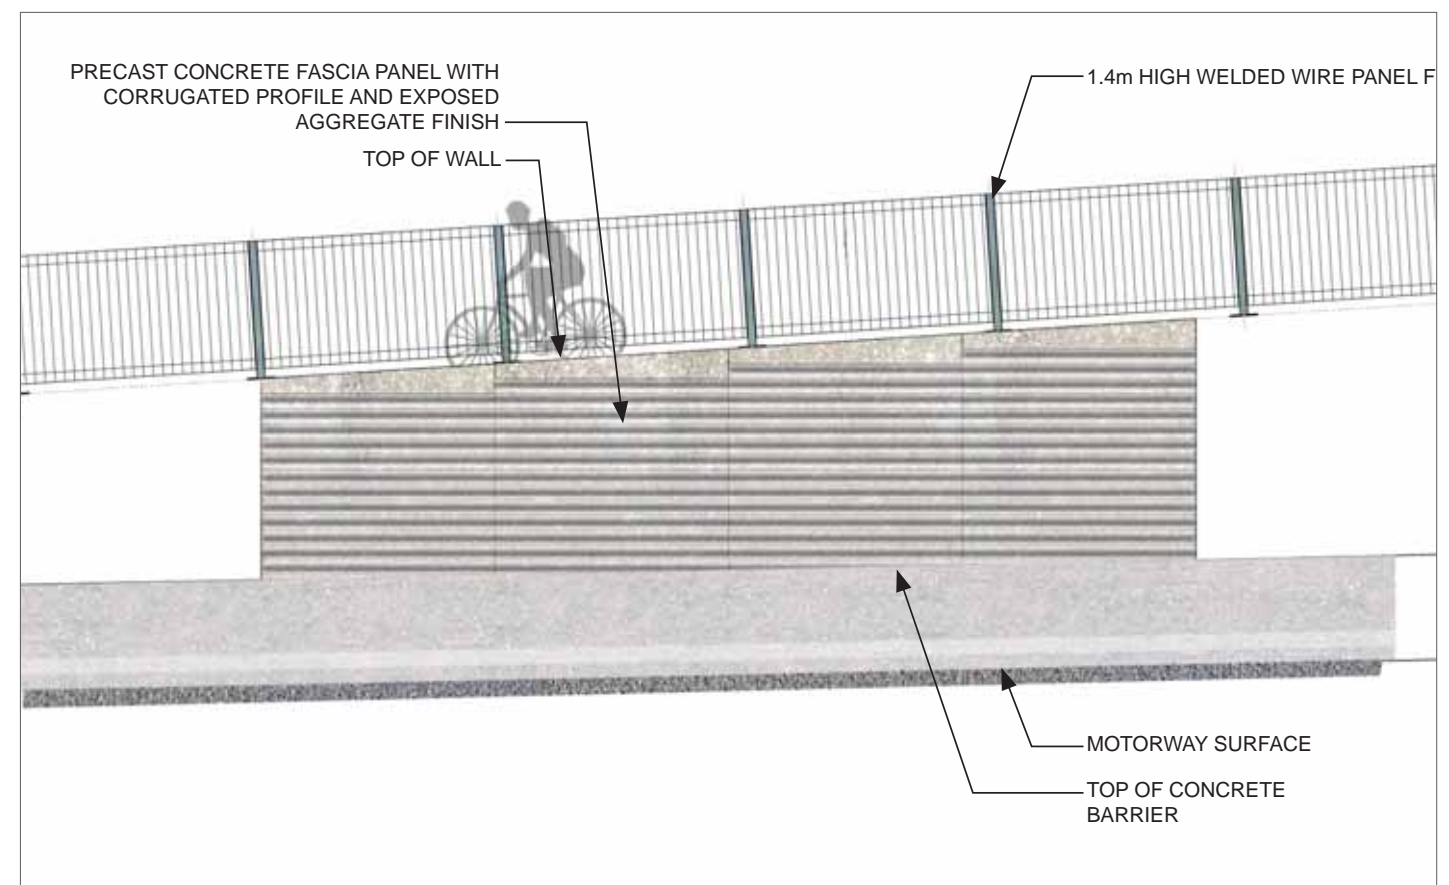 PRECAST CONCRETE FASCIA PANEL WITH
CORRUGATED PROFILE AND EXPOSED
AGGREGATE FINISH
TOP OF WALL
1.4m HIGH WELDED WIRE PANEL F
MOTORWAY SURFACE
TOP OF CONCRETE
BARRIER